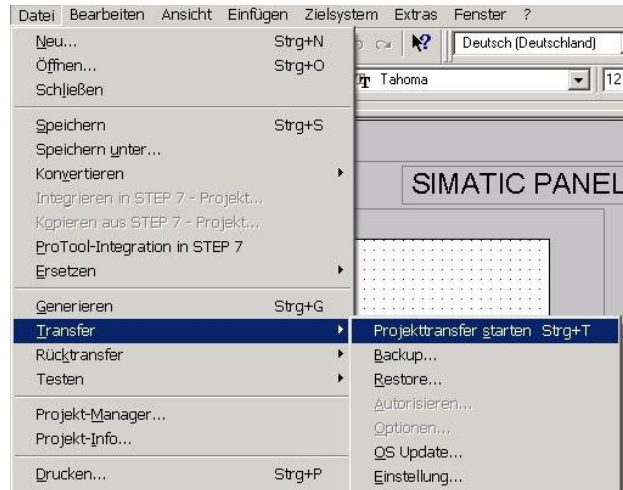 Datei Bearbeiten Ansicht Einfügen Zielsystem Extras Fenster ?
Neu... Strg+N
Deutsch (Deutschland)
Öffnen... Strg+O
Tahoma 12
Schließen
Speichern Strg+S
Speichern unter...
Konvertieren
SIMATIC PANEL
Integrieren in STEP 7 - Projekt...
Kopieren aus STEP 7 - Projekt...
ProTool-Integration in STEP 7
Ersetzen
Generieren Strg+G
Transfer
Projekttransfer starten Strg+T
Rücktransfer
Backup...
Testen
Restore...
Autorisieren...
Projekt-Manager...
Optionen...
Projekt-Info...
OS Update...
Drucken... Strg+P
Einstellung...